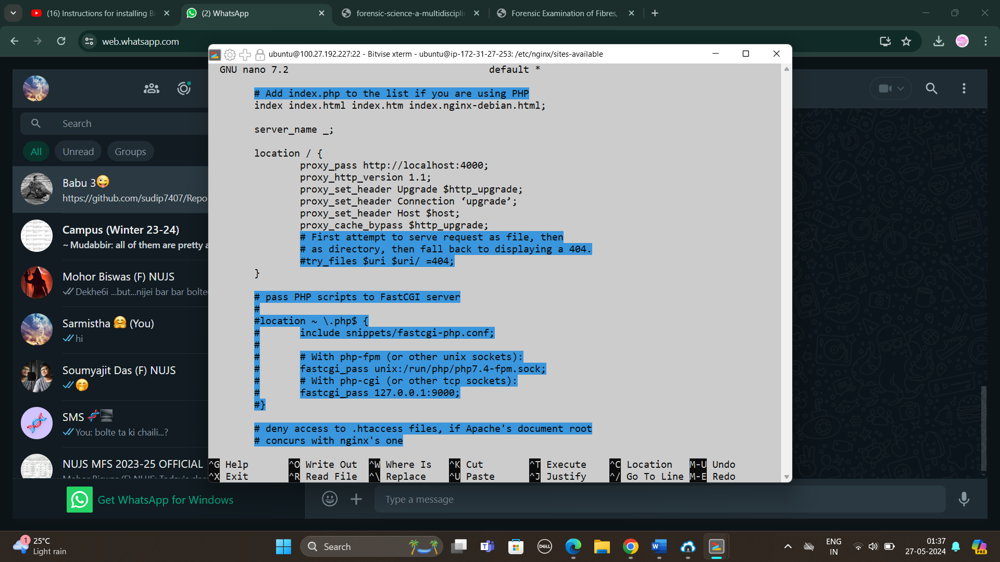 (16) Instructions for installing Bi
(2) WhatsApp
forensic-science-a-multidisciplin
Forensic Examination of Fibres,
web.whatsapp.com
ubuntu@100.27.192.227:22 - Bitvise xterm - ubuntu@ip-172-31-27-253: /etc/nginx/sites-available
GNU nano 7.2 default *
# Add index.php to the list if you are using PHP
index index.html index.htm index.nginx-debian.html;
server_name _;
location / {
proxy_pass http://localhost:4000;
proxy_http_version 1.1;
proxy_set_header Upgrade $http_upgrade;
proxy_set_header Connection ‘upgrade’;
proxy_set_header Host $host;
proxy_cache_bypass $http_upgrade;
# First attempt to serve request as file, then
# as directory, then fall back to displaying a 404.
#try_files $uri $uri/ =404;
}
# pass PHP scripts to FastCGI server
#
#location ~ \.php$ {
# include snippets/fastcgi-php.conf;
#
# # With php-fpm (or other unix sockets):
# fastcgi_pass unix:/run/php/php7.4-fpm.sock;
# # With php-cgi (or other tcp sockets):
# fastcgi_pass 127.0.0.1:9000;
#}
# deny access to .htaccess files, if Apache's document root
# concurs with nginx's one
^G Help ^O Write Out ^W Where Is ^K Cut ^T Execute ^C Location M-U Undo
^X Exit ^R Read File ^\ Replace ^U Paste ^J Justify ^/ Go To Line M-E Redo
Search
All Unread Groups
Babu 3😜
https://github.com/sudip7407/Repo
Campus (Winter 23-24)
~ Mudabbir: all of them are pretty a
Mohor Biswas (F) NUJS
Dekhe6i ...but...nijei bar bar bolte
Sarmistha 🤗 (You)
hi
Soumyajit Das (F) NUJS
🤭
SMS 🧬💻
You: bolte ta ki chaili...?
NUJS MFS 2023-25 OFFICIAL
Get WhatsApp for Windows
Type a message
1
25°C
Light rain
Search
DELL
PRE
ENG
IN
01:37
27-05-2024